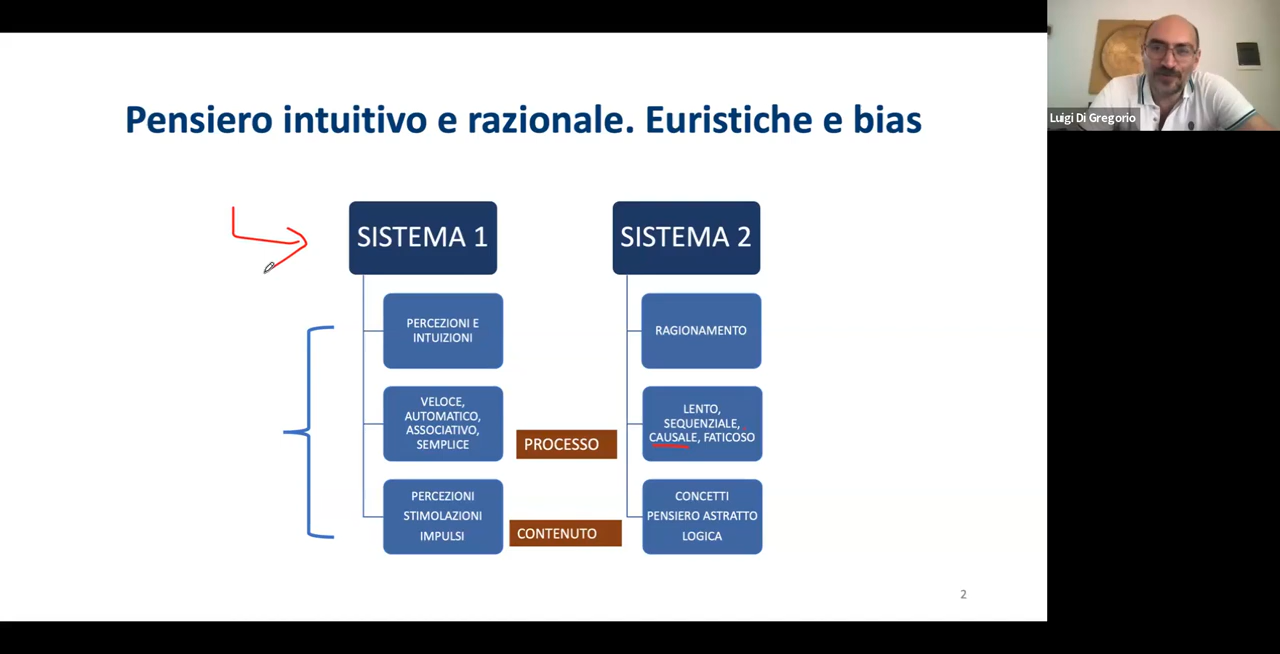 Luigi Di Gregorio
Pensiero intuitivo e razionale. Euristiche e bias
SISTEMA 1
PERCEZIONI E
INTUIZIONI
VELOCE,
AUTOMATICO,
ASSOCIATIVO,
SEMPLICE
PERCEZIONI
STIMOLAZIONI
IMPULSI
PROCESSO
CONTENUTO
SISTEMA 2
RAGIONAMENTO
LENTO,
SEQUENZIALE,
CAUSALE, FATICOSO
CONCETTI
PENSIERO ASTRATTO
LOGICA
2